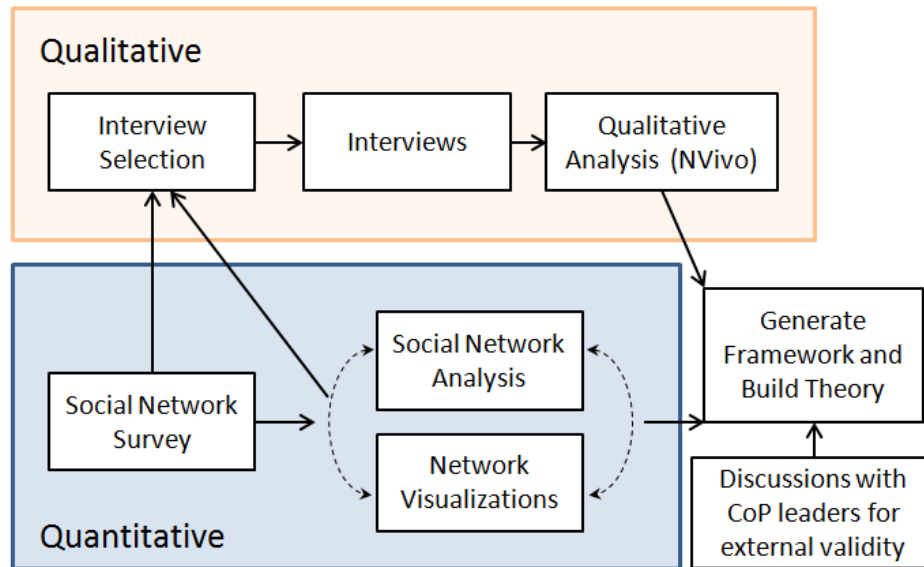 Qualitative
Interview
Selection
Interviews
Qualitative
Analysis (NVivo)
Social Network
Analysis
Generate
Framework and
Build Theory
Social Network
Survey
Network
Visualizations
Discussions with
CoP leaders for
external validity
Quantitative